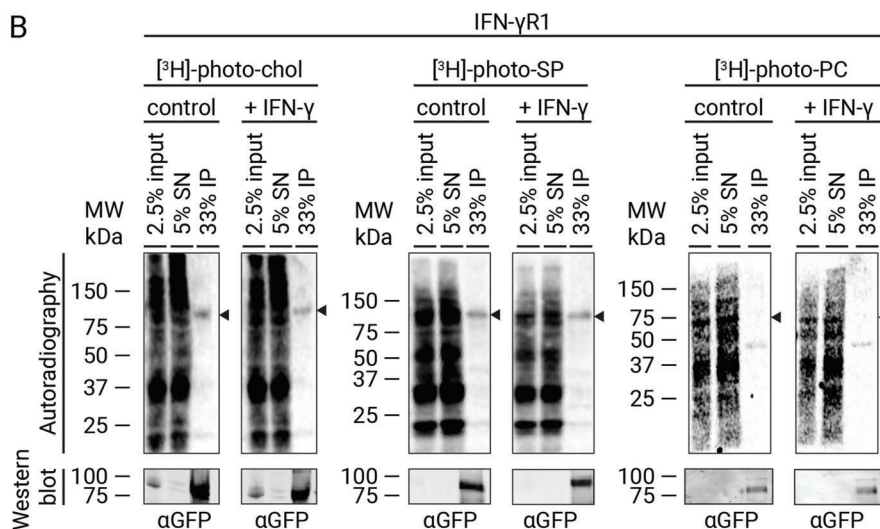 B
IFN-γR1
[³H]-photo-chol [³H]-photo-SP [³H]-photo-PC
control + IFN-γ control + IFN-γ control + IFN-γ
2.5% input 5% SN 33% IP 2.5% input 5% SN 33% IP 2.5% input 5% SN 33% IP 2.5% input 5% SN 33% IP 2.5% input 5% SN 33% IP 2.5% input 5% SN 33% IP
MW kDa
150
75
50
37
25
MW kDa
150
75
50
37
25
MW kDa
150
75
50
37
25
Autoradiography
Western blot
100
75
100
75
100
75
αGFP αGFP αGFP αGFP αGFP αGFP